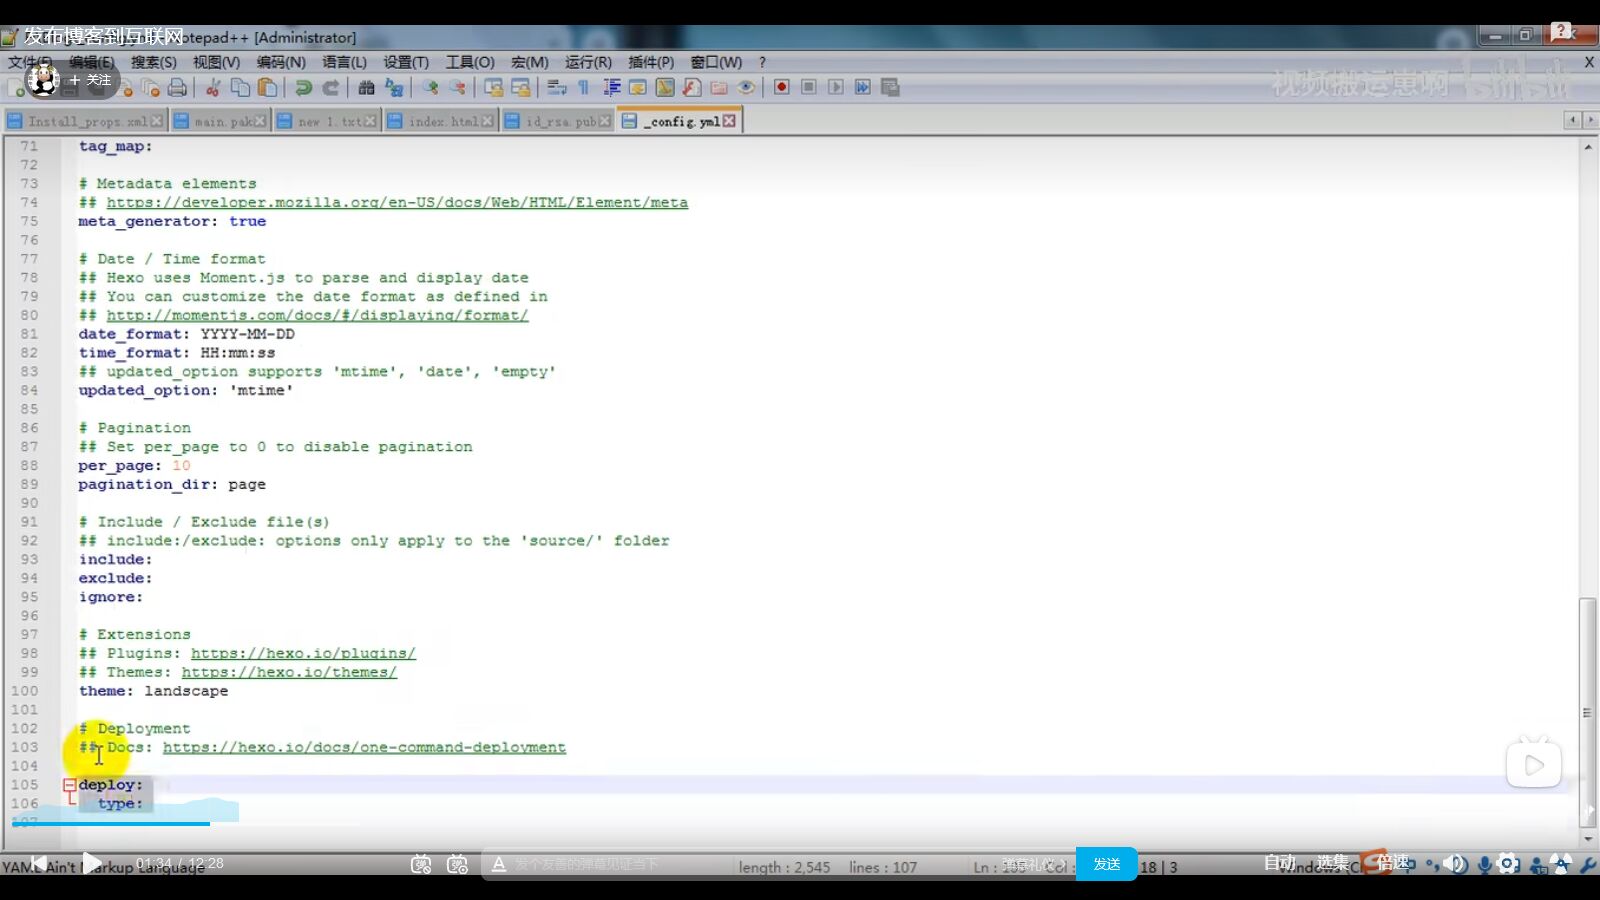 发布博客到互联网
otepad++ [Administrator]
文件(F) 编辑(E) 搜索(S) 视图(V) 编码(N) 语言(L) 设置(T) 工具(O) 宏(M) 运行(R) 插件(P) 窗口(W) ? X
+ 关注
视频搬运崽啊 bilibili
Install_props.xml main.pak new 1.txt index.html id_rsa.pub _config.yml
71 tag_map:
72
73 # Metadata elements
74 ## https://developer.mozilla.org/en-US/docs/Web/HTML/Element/meta
75 meta_generator: true
76
77 # Date / Time format
78 ## Hexo uses Moment.js to parse and display date
79 ## You can customize the date format as defined in
80 ## http://momentjs.com/docs/#/displaying/format/
81 date_format: YYYY-MM-DD
82 time_format: HH:mm:ss
83 ## updated_option supports 'mtime', 'date', 'empty'
84 updated_option: 'mtime'
85
86 # Pagination
87 ## Set per_page to 0 to disable pagination
88 per_page: 10
89 pagination_dir: page
90
91 # Include / Exclude file(s)
92 ## include:/exclude: options only apply to the 'source/' folder
93 include:
94 exclude:
95 ignore:
96
97 # Extensions
98 ## Plugins: https://hexo.io/plugins/
99 ## Themes: https://hexo.io/themes/
100 theme: landscape
101
102 # Deployment
103 ## Docs: https://hexo.io/docs/one-command-deployment
104
105 deploy:
106 type:
107
YAML Ain't Markup Language
01:34 / 12:28
发个友善的弹幕见证当下
弹幕礼仪 >
发送
length : 2,545 lines : 107
18 | 3
自动 选集 倍速